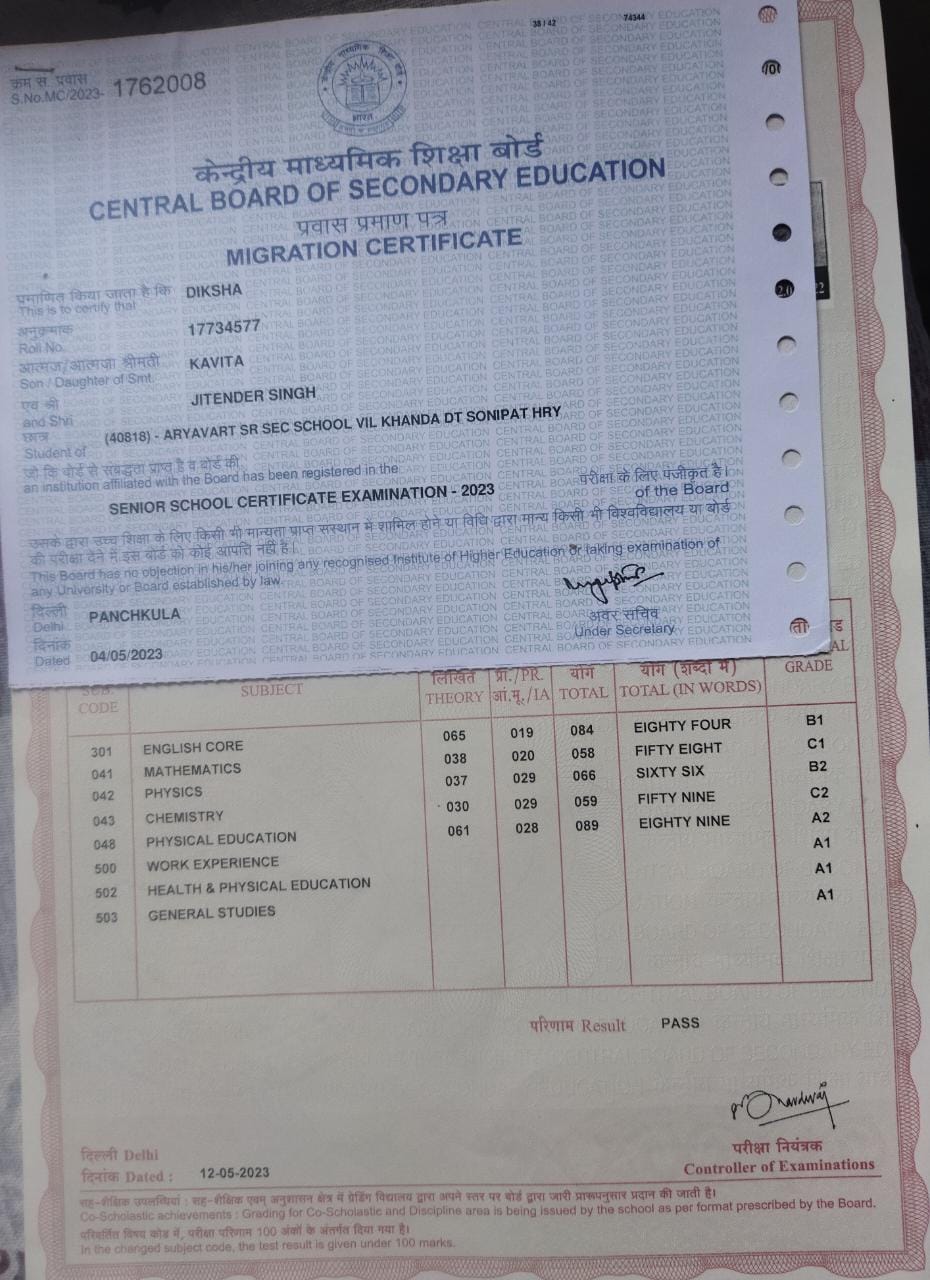 38 / 42 74344
क्रम सं. प्रवास
S.No.MC/2023- 1762008
भारत
केन्द्रीय माध्यमिक शिक्षा बोर्ड
CENTRAL BOARD OF SECONDARY EDUCATION
प्रवास प्रमाण पत्र
MIGRATION CERTIFICATE
प्रमाणित किया जाता है कि DIKSHA
This is to certify that
अनुक्रमांक 17734577
Roll No.
आत्मज/आत्मजा श्रीमती KAVITA
Son / Daughter of Smt.
एवं श्री JITENDER SINGH
and Shri
छात्र (40818) - ARYAVART SR SEC SCHOOL VIL KHANDA DT SONIPAT HRY
Student of
जो कि बोर्ड से संबद्धता प्राप्त है व बोर्ड की
an institution affiliated with the Board has been registered in the
SENIOR SCHOOL CERTIFICATE EXAMINATION - 2023 परीक्षा के लिए पंजीकृत है।
of the Board
उसके द्वारा उच्च शिक्षा के लिए किसी भी मान्यता प्राप्त संस्थान में शामिल होने या विधि द्वारा मान्य किसी भी विश्वविद्यालय या बोर्ड
की परीक्षा देने में इस बोर्ड को कोई आपत्ति नहीं है।
This Board has no objection in his/her joining any recognised Institute of Higher Education or taking examination of
any University or Board established by law.
दिल्ली PANCHKULA
Delhi
अवर सचिव
Under Secretary
दिनांक
Dated 04/05/2023
SUB. CODE SUBJECT लिखित THEORY प्रा./PR. आं.मू./IA योग TOTAL योग (शब्दों में) TOTAL (IN WORDS) GRADE
301 ENGLISH CORE 065 019 084 EIGHTY FOUR B1
041 MATHEMATICS 038 020 058 FIFTY EIGHT C1
042 PHYSICS 037 029 066 SIXTY SIX B2
043 CHEMISTRY 030 029 059 FIFTY NINE C2
048 PHYSICAL EDUCATION 061 028 089 EIGHTY NINE A2
500 WORK EXPERIENCE A1
502 HEALTH & PHYSICAL EDUCATION A1
503 GENERAL STUDIES A1
परिणाम Result PASS
दिल्ली Delhi
दिनांक Dated : 12-05-2023
परीक्षा नियंत्रक
Controller of Examinations
सह-शैक्षिक उपलब्धियां : सह-शैक्षिक एवम् अनुशासन क्षेत्र में ग्रेडिंग विद्यालय द्वारा अपने स्तर पर बोर्ड द्वारा जारी प्रारूपनुसार प्रदान की जाती है।
Co-Scholastic achievements : Grading for Co-Scholastic and Discipline area is being issued by the school as per format prescribed by the Board.
परिवर्तित विषय कोड में, परीक्षा परिणाम 100 अंकों के अंतर्गत दिया गया है।
In the changed subject code, the test result is given under 100 marks.